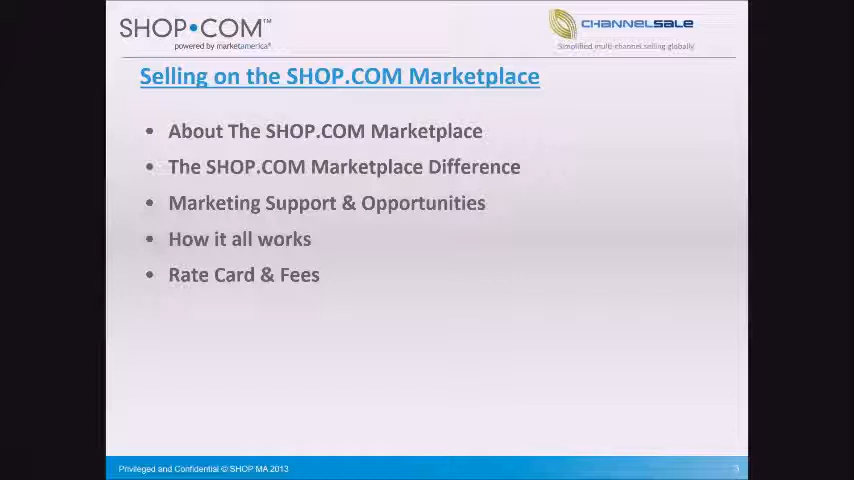 SHOP•COM™
powered by marketamerica®
CHANNELSALE
Simplified multi-channel selling globally
Selling on the SHOP.COM Marketplace
• About The SHOP.COM Marketplace
• The SHOP.COM Marketplace Difference
• Marketing Support & Opportunities
• How it all works
• Rate Card & Fees
Privileged and Confidential © SHOP MA 2013
3